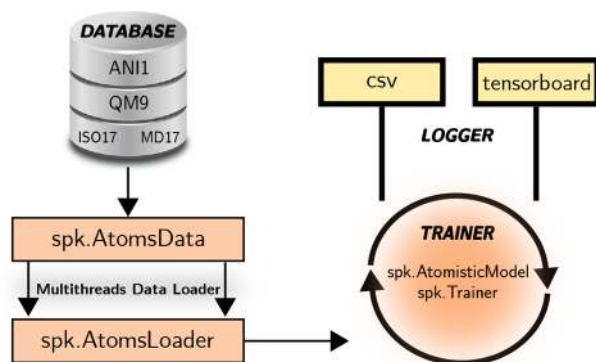 DATABASE
ANI1
QM9
ISO17 MD17
spk.AtomsData
Multithreads Data Loader
spk.AtomsLoader
CSV
tensorboard
LOGGER
TRAINER
spk.AtomisticModel
spk.Trainer